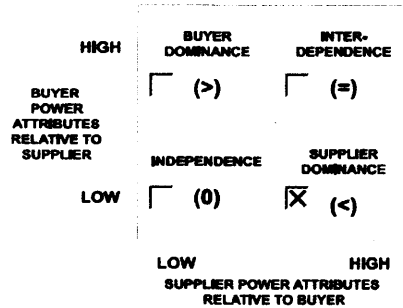 HIGH
BUYER
DOMINANCE
(>)
INTER-
DEPENDENCE
(=)
BUYER
POWER
ATTRIBUTES
RELATIVE TO
SUPPLIER
INDEPENDENCE
(0)
SUPPLIER
DOMINANCE
(<)
LOW
LOW
HIGH
SUPPLIER POWER ATTRIBUTES
RELATIVE TO BUYER